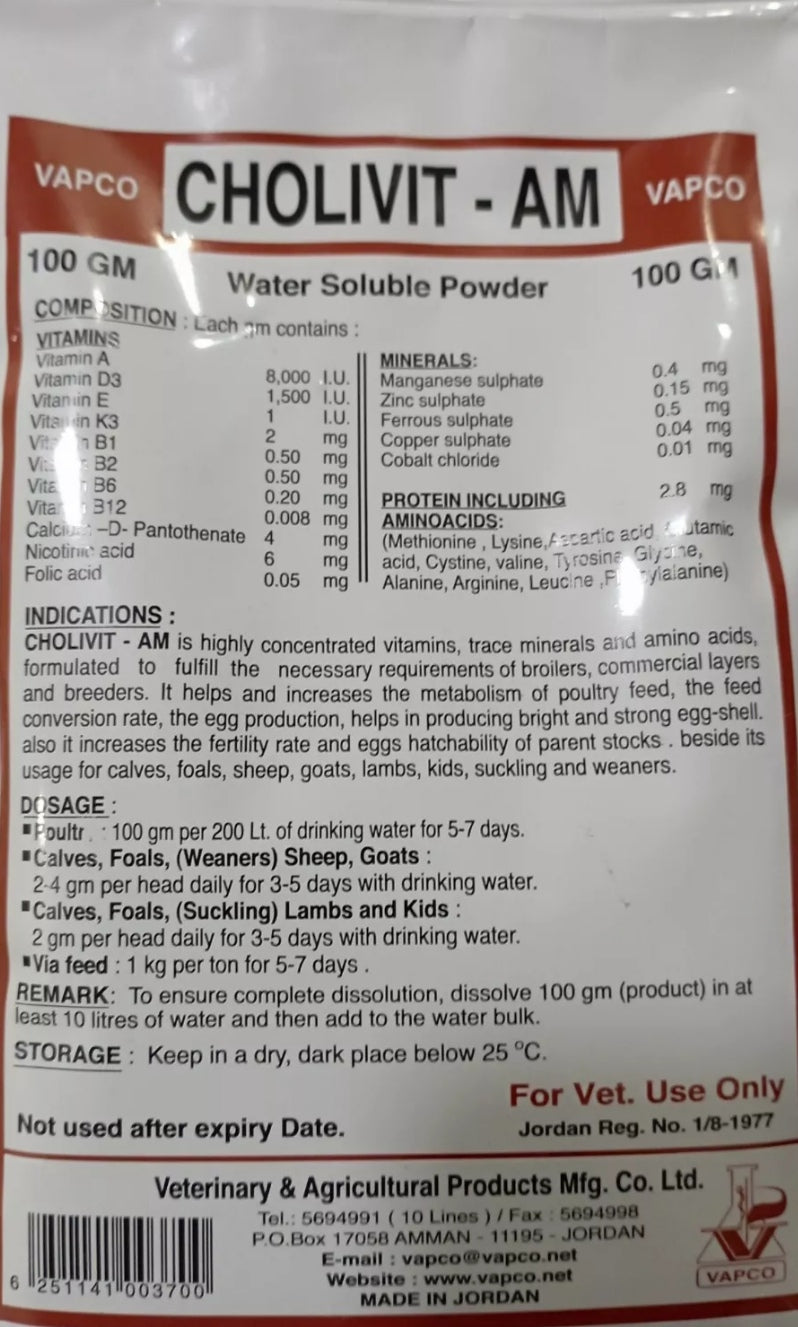 VAPCO CHOLIVIT - AM VAPCO
100 GM Water Soluble Powder 100 GM
COMPOSITION : Each gm contains :
VITAMINS
Vitamin A 8,000 I.U.
Vitamin D3 1,500 I.U.
Vitamin E 1 I.U.
Vitamin K3 2 mg
Vitamin B1 0.50 mg
Vitamin B2 0.50 mg
Vitamin B6 0.20 mg
Vitamin B12 0.008 mg
Calcium –D- Pantothenate 4 mg
Nicotinic acid 6 mg
Folic acid 0.05 mg
MINERALS:
Manganese sulphate 0.4 mg
Zinc sulphate 0.15 mg
Ferrous sulphate 0.5 mg
Copper sulphate 0.04 mg
Cobalt chloride 0.01 mg
PROTEIN INCLUDING 2.8 mg
AMINOACIDS:
(Methionine , Lysine, acid,
acid, Cystine, valine, Tyrosine, Glycine,
Alanine, Arginine, Leucine ,
INDICATIONS :
CHOLIVIT - AM is highly concentrated vitamins, trace minerals and amino acids,
formulated to fulfill the necessary requirements of broilers, commercial layers
and breeders. It helps and increases the metabolism of poultry feed, the feed
conversion rate, the egg production, helps in producing bright and strong egg-shell.
also it increases the fertility rate and eggs hatchability of parent stocks . beside its
usage for calves, foals, sheep, goats, lambs, kids, suckling and weaners.
DOSAGE :
■ Poultry : 100 gm per 200 Lt. of drinking water for 5-7 days.
■ Calves, Foals, (Weaners) Sheep, Goats :
2-4 gm per head daily for 3-5 days with drinking water.
■ Calves, Foals, (Suckling) Lambs and Kids :
2 gm per head daily for 3-5 days with drinking water.
■ Via feed : 1 kg per ton for 5-7 days .
REMARK: To ensure complete dissolution, dissolve 100 gm (product) in at
least 10 litres of water and then add to the water bulk.
STORAGE : Keep in a dry, dark place below 25 °C.
For Vet. Use Only
Not used after expiry Date. Jordan Reg. No. 1/8-1977
Veterinary & Agricultural Products Mfg. Co. Ltd.
Tel.: 5694991 ( 10 Lines ) / Fax : 5694998
P.O.Box 17058 AMMAN - 11195 - JORDAN
E-mail : vapco@vapco.net
Website : www.vapco.net
MADE IN JORDAN
6 251141 003700
VAPCO